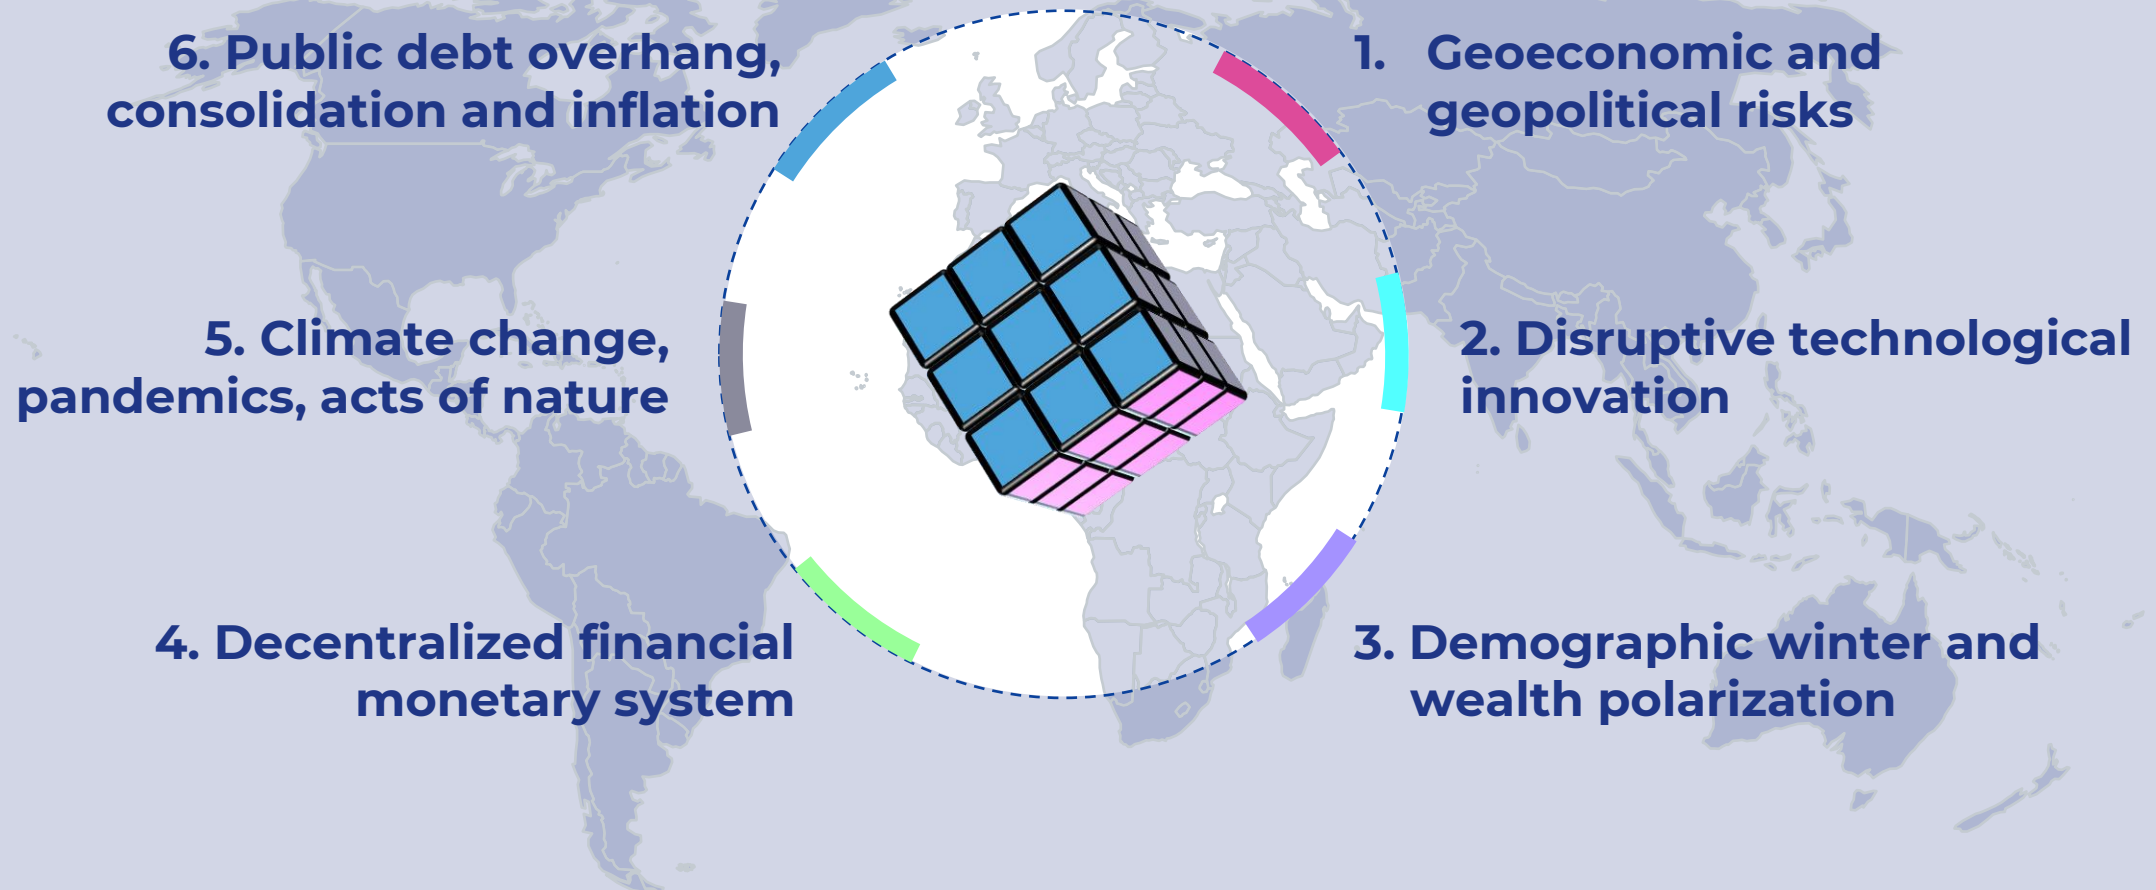 1. Geoeconomic and
geopolitical risks
2. Disruptive technological
innovation
3. Demographic winter and
wealth polarization
4. Decentralized financial
monetary system
5. Climate change,
pandemics, acts of nature
6. Public debt overhang,
consolidation and inflation